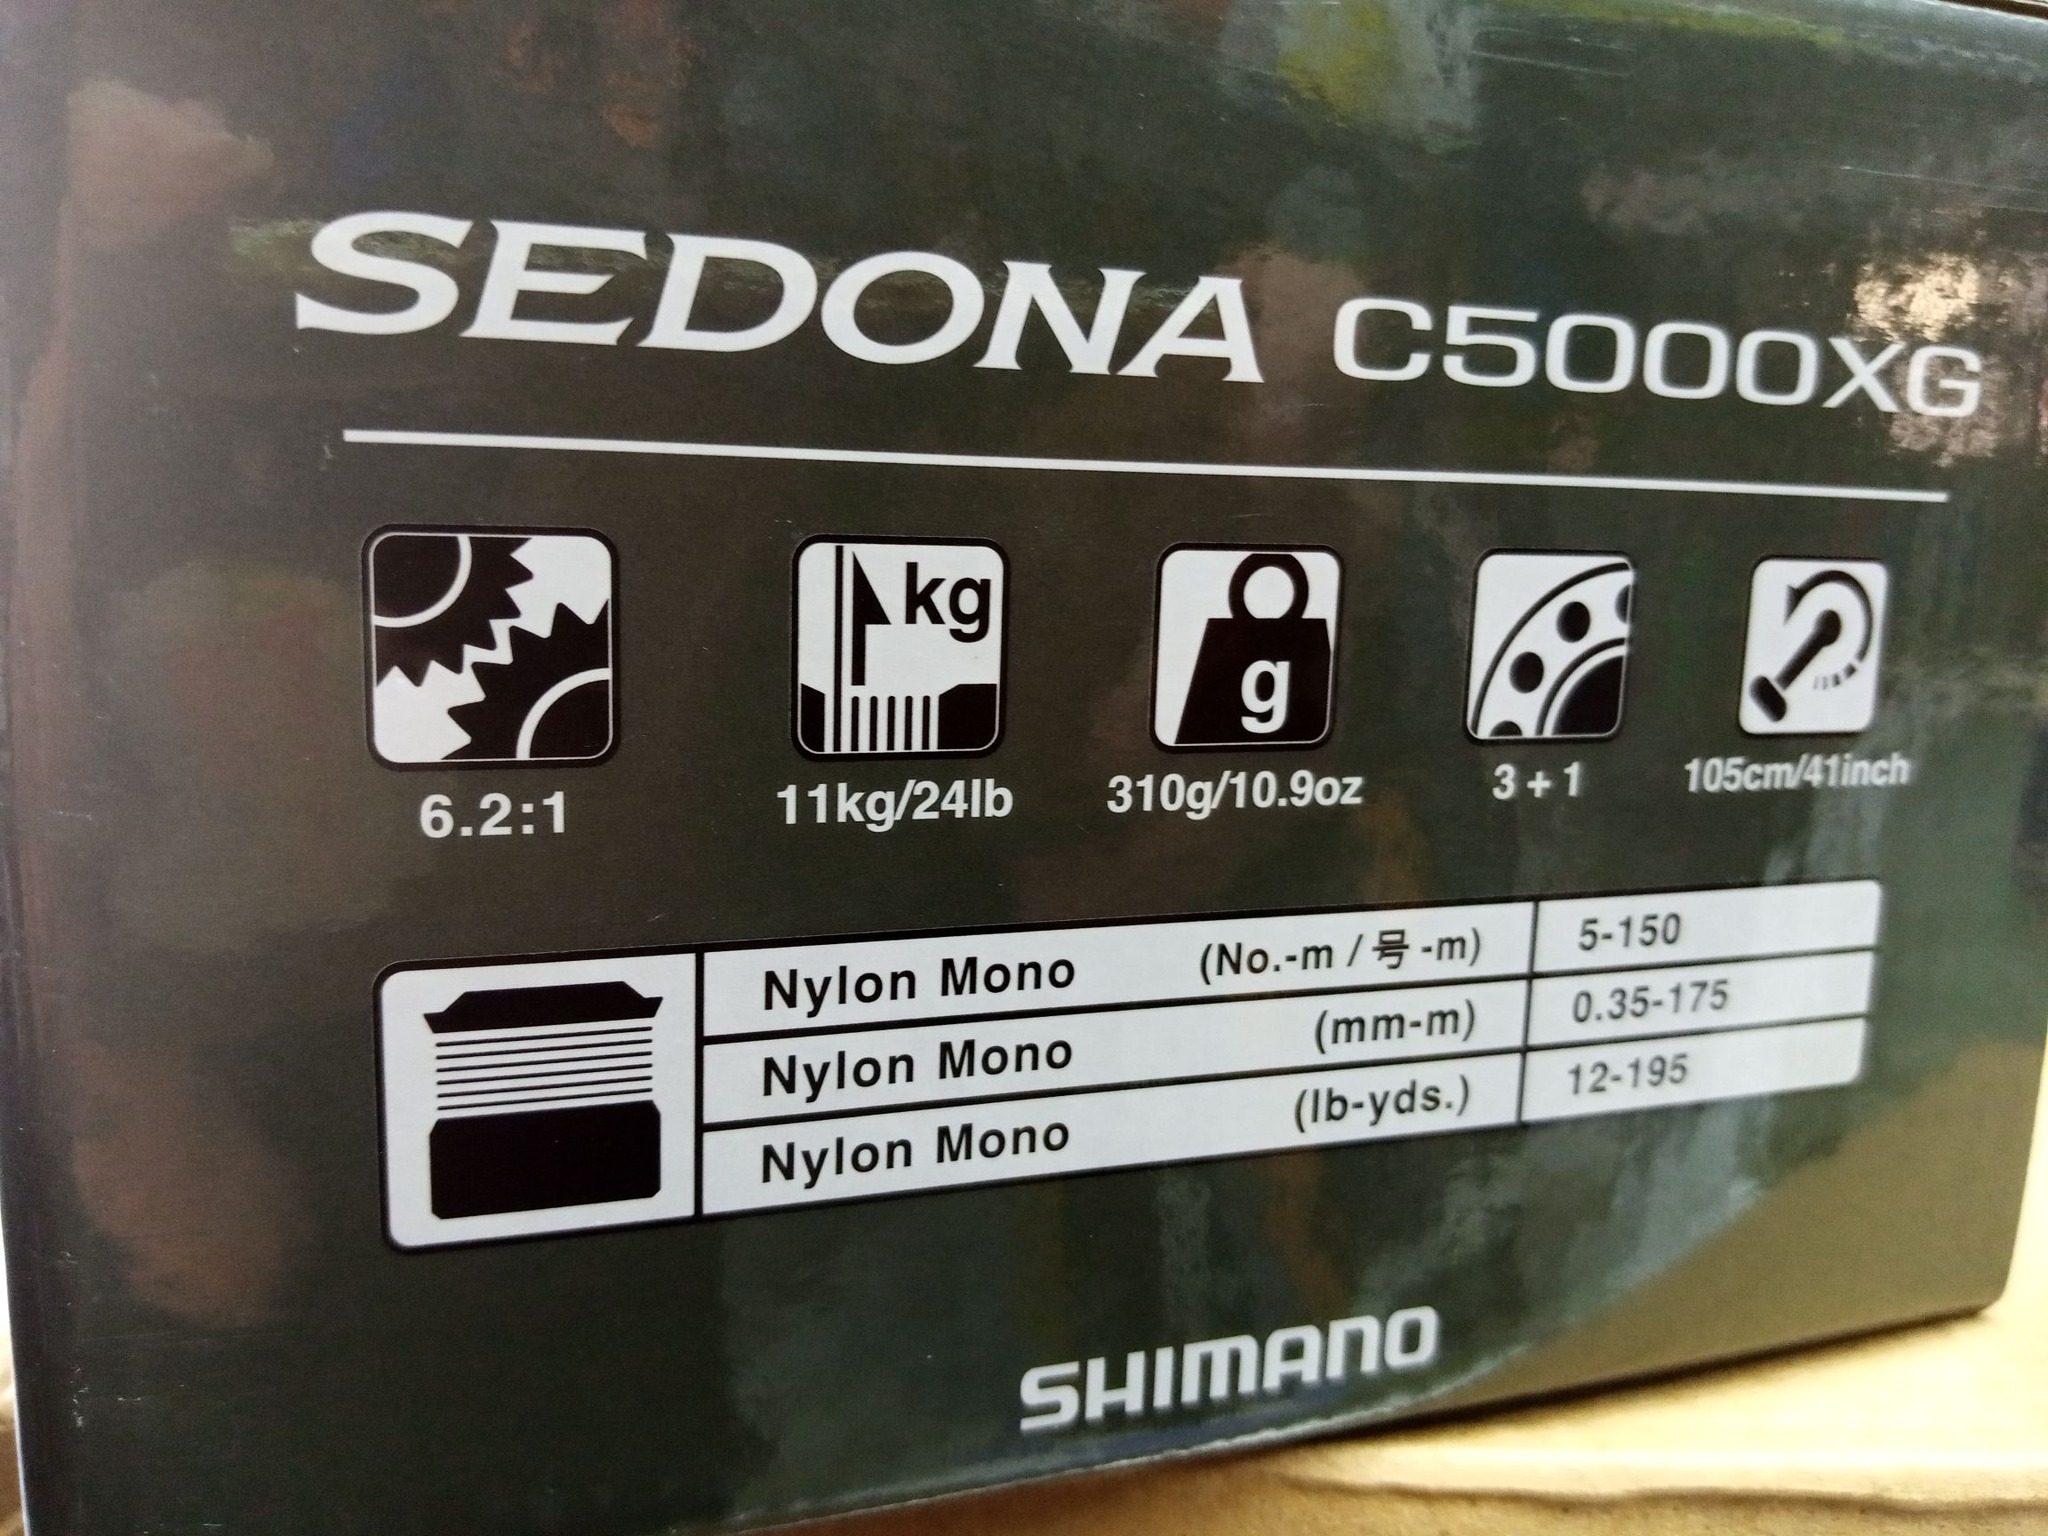 SEDONA C5000XG
kg
g
6.2:1 11kg/24lb 310g/10.9oz 3 + 1 105cm/41inch
Nylon Mono (No.-m / 号 -m) 5-150
Nylon Mono (mm-m) 0.35-175
Nylon Mono (lb-yds.) 12-195
SHIMANO